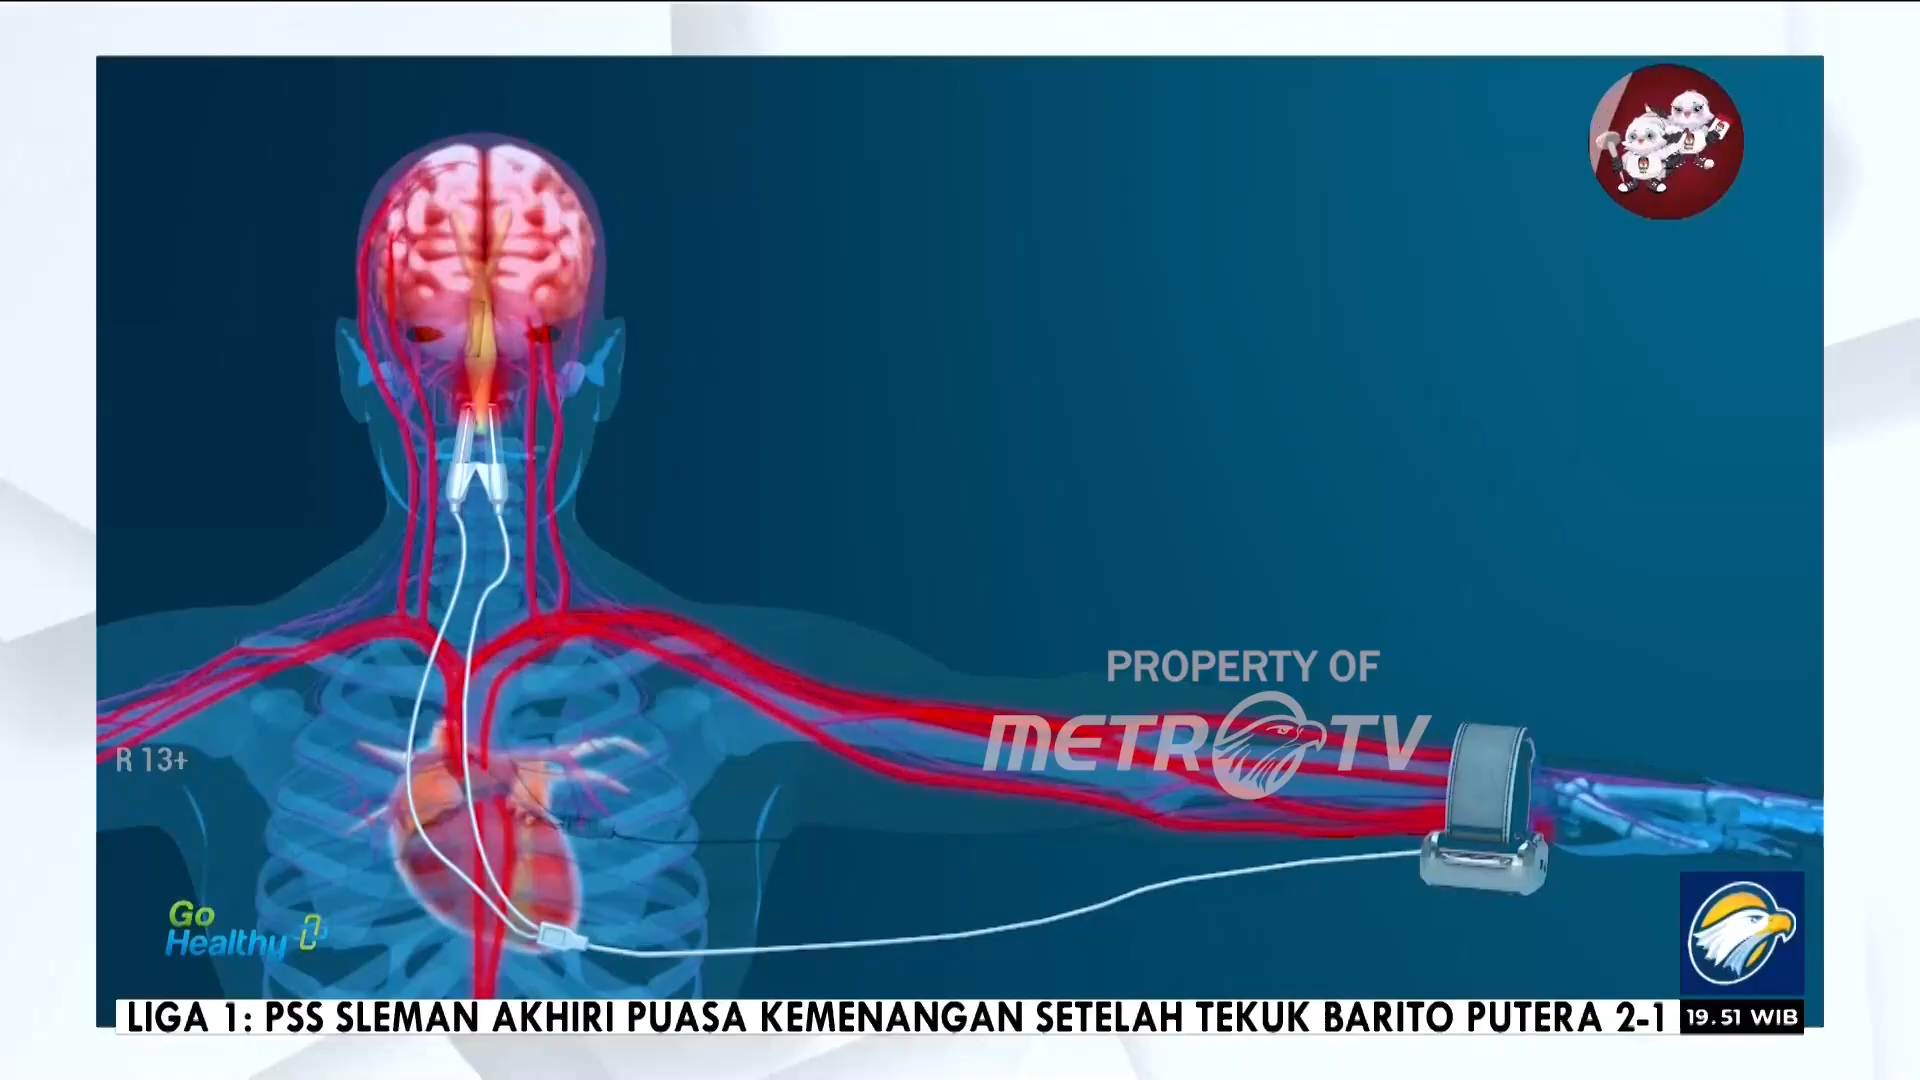 PROPERTY OF
METRO TV
R 13+
Go
Healthy
LIGA 1: PSS SLEMAN AKHIRI PUASA KEMENANGAN SETELAH TEKUK BARITO PUTERA 2-1
19.51 WIB